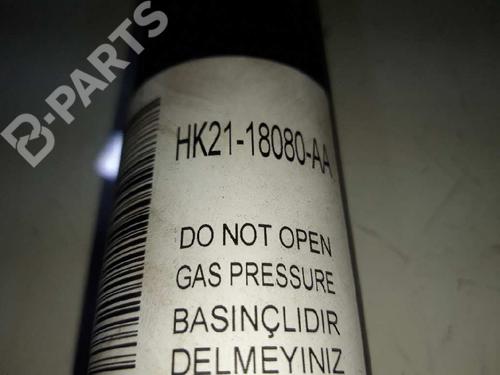 B-PARTS
HK21-18080-AA
DO NOT OPEN
GAS PRESSURE
BASINÇLIDIR
DELMEYINIZ